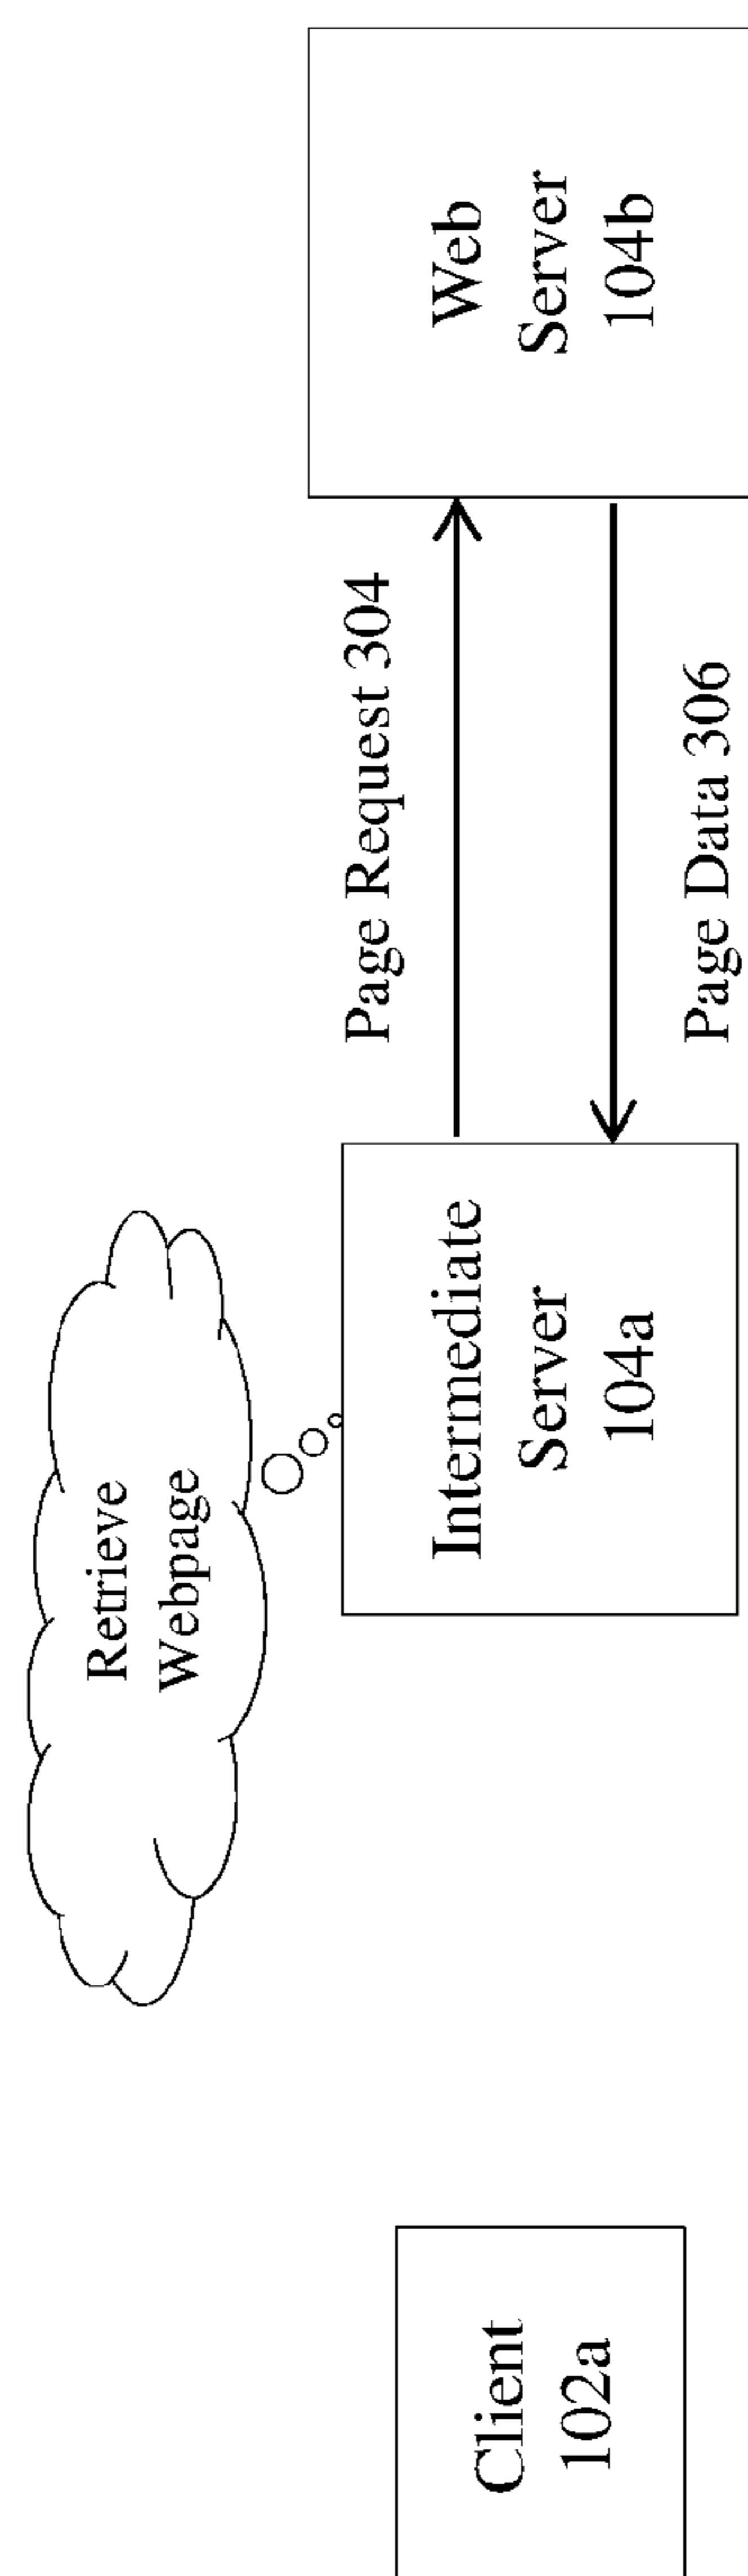 Retrieve
Webpage
Client
102a
Intermediate
Server
104a
Page Request 304
Page Data 306
Web
Server
104b